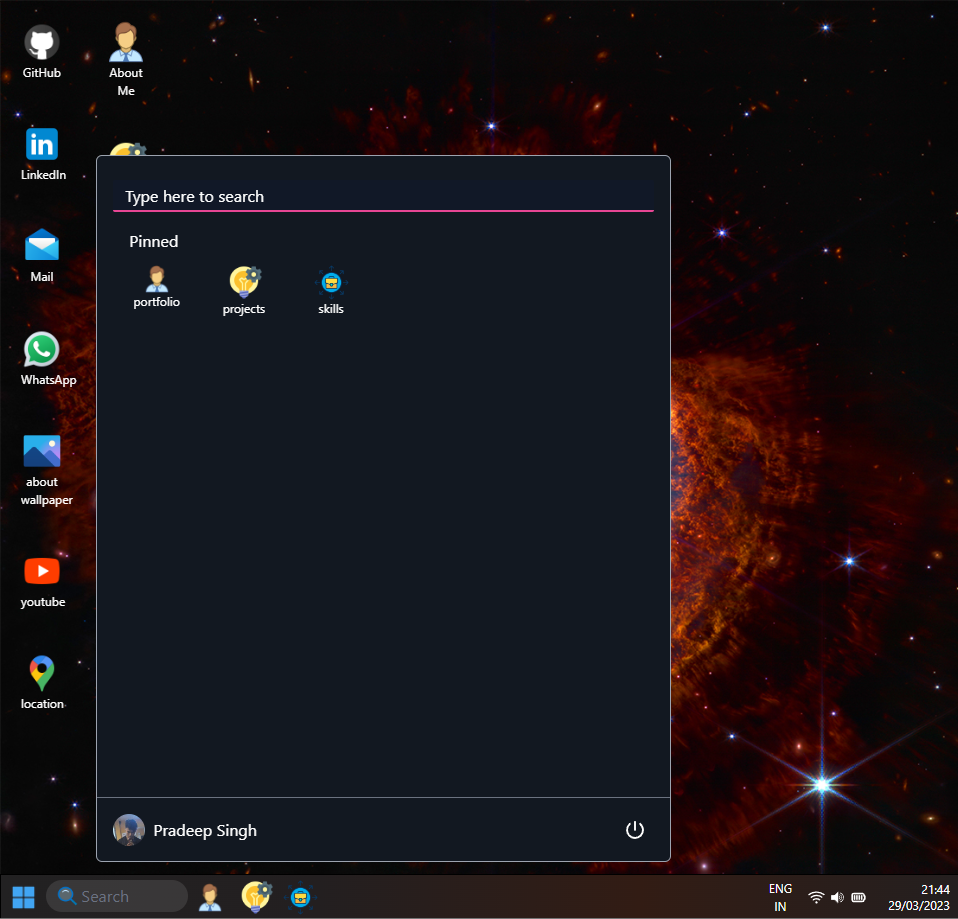 GitHub
About
Me
LinkedIn
Mail
WhatsApp
about
wallpaper
youtube
location
Type here to search
Pinned
portfolio
projects
skills
Pradeep Singh
Search
ENG
IN
21:44
29/03/2023